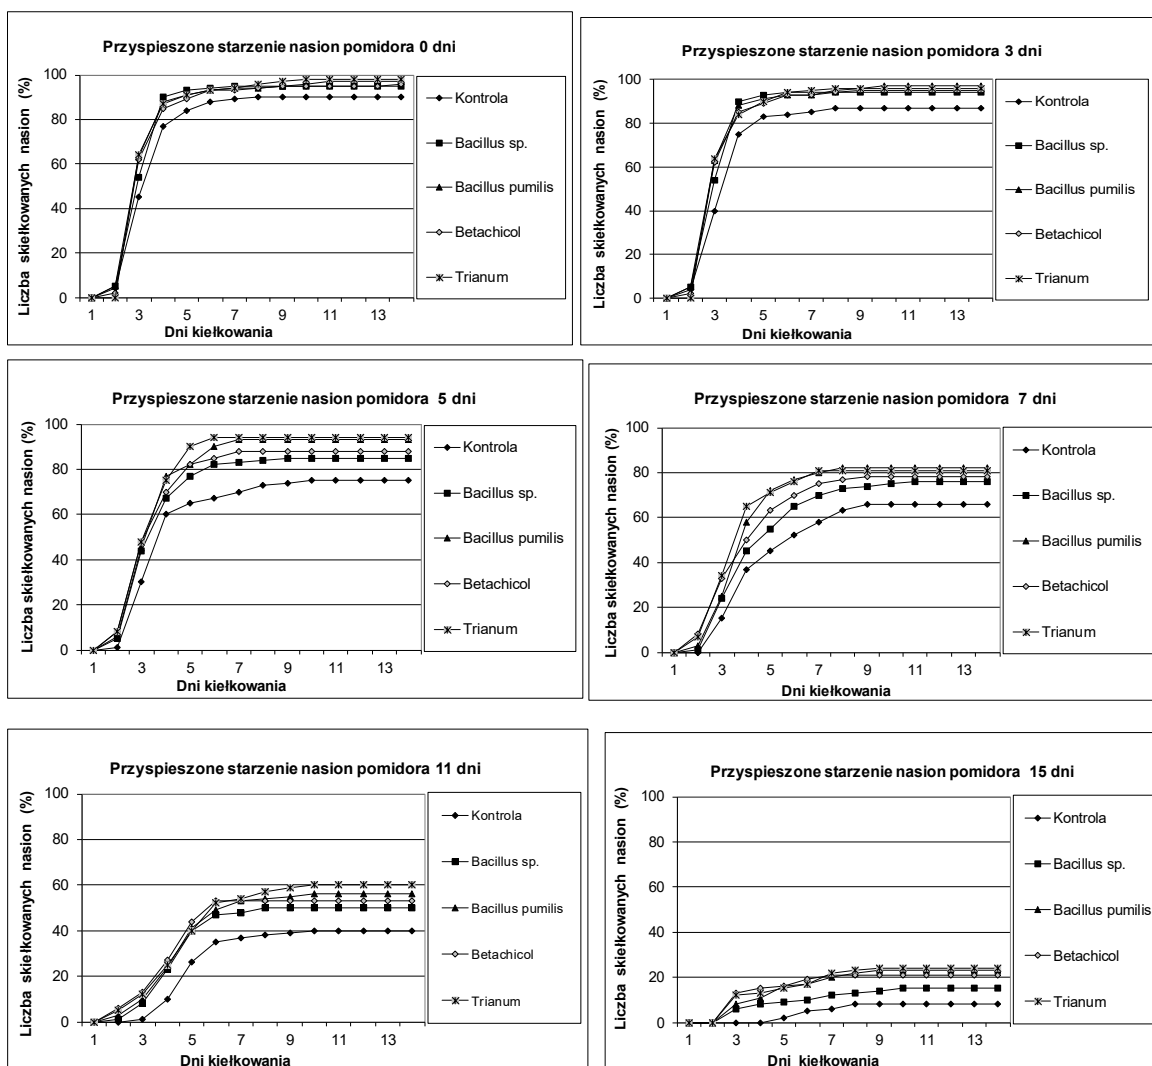 Przyspieszone starzenie nasion pomidora 0 dni
Liczba skiełkowanych nasion (%)
100
80
60
40
20
0
1 3 5 7 9 11 13
Dni kiełkowania
Kontrola
Bacillus sp.
Bacillus pumilis
Betachicol
Trianum
Przyspieszone starzenie nasion pomidora 3 dni
Liczba skiełkowanych nasion (%)
100
80
60
40
20
0
1 3 5 7 9 11 13
Dni kiełkowania
Kontrola
Bacillus sp.
Bacillus pumilis
Betachicol
Trianum
Przyspieszone starzenie nasion pomidora 5 dni
Liczba skiełkowanych nasion (%)
100
80
60
40
20
0
1 3 5 7 9 11 13
Dni kiełkowania
Kontrola
Bacillus sp.
Bacillus pumilis
Betachicol
Trianum
Przyspieszone starzenie nasion pomidora 7 dni
Liczba skiełkowanych nasion (%)
100
80
60
40
20
0
1 3 5 7 9 11 13
Dni kiełkowania
Kontrola
Bacillus sp.
Bacillus pumilis
Betachicol
Trianum
Przyspieszone starzenie nasion pomidora 11 dni
Liczba skiełkowanych nasion (%)
100
80
60
40
20
0
1 3 5 7 9 11 13
Dni kiełkowania
Kontrola
Bacillus sp.
Bacillus pumilis
Betachicol
Trianum
Przyspieszone starzenie nasion pomidora 15 dni
Liczba skiełkowanych nasion (%)
100
80
60
40
20
0
1 3 5 7 9 11 13
Dni kiełkowania
Kontrola
Bacillus sp.
Bacillus pumilis
Betachicol
Trianum